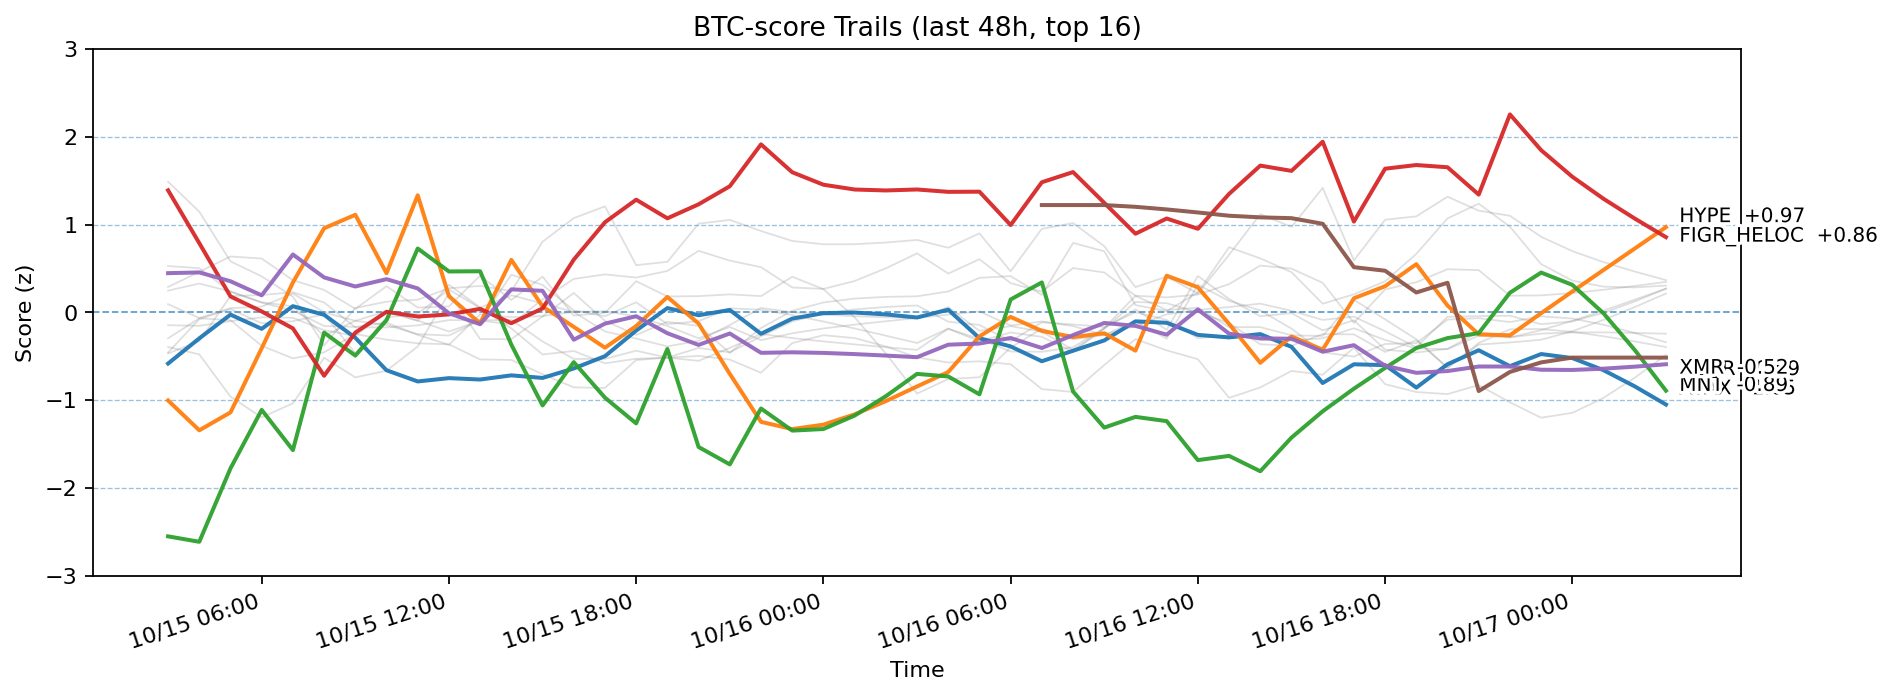 BTC-score Trails (last 48h, top 16)
3
2
1
0
−1
−2
−3
Score (z)
HYPE +0.97
FIGR_HELOC +0.86
XMR
10/15 06:00
10/15 12:00
10/15 18:00
10/16 00:00
10/16 06:00
10/16 12:00
10/16 18:00
10/17 00:00
Time